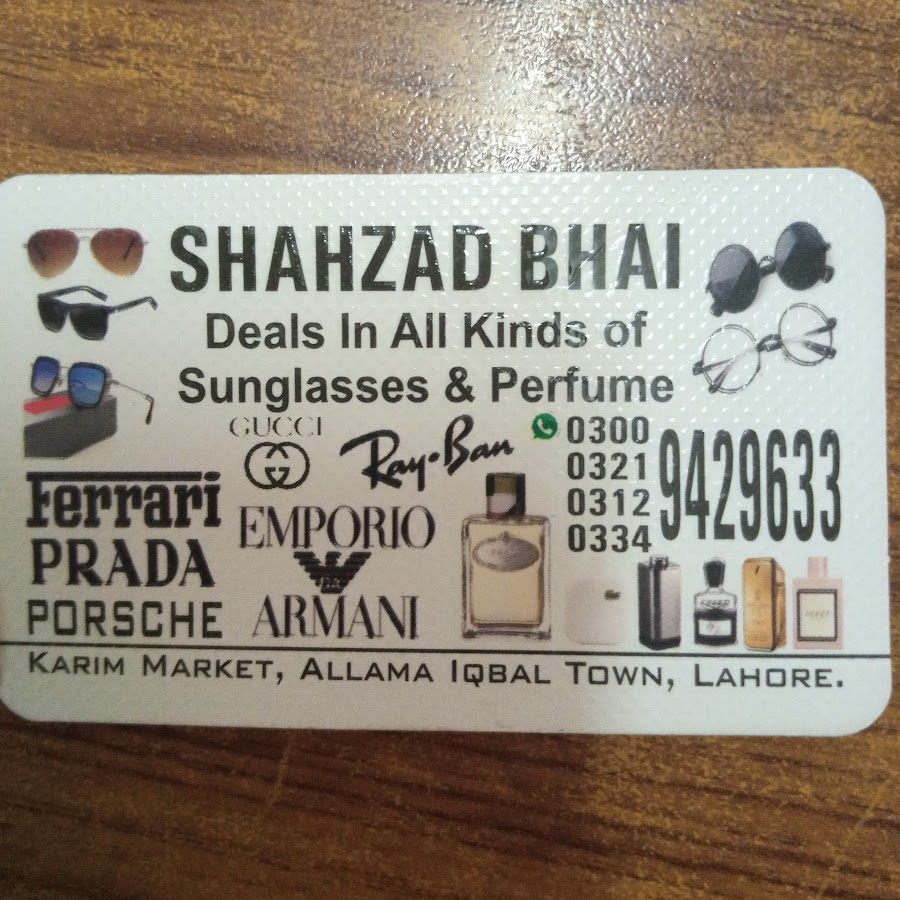 SHAHZAD BHAI
Deals In All Kinds of
Sunglasses & Perfume
GUCCI
Ray-Ban
0300
0321
0312
0334
9429633
Ferrari
PRADA
PORSCHE
EMPORIO
ARMANI
CREED
KARIM MARKET, ALLAMA IQBAL TOWN, LAHORE.